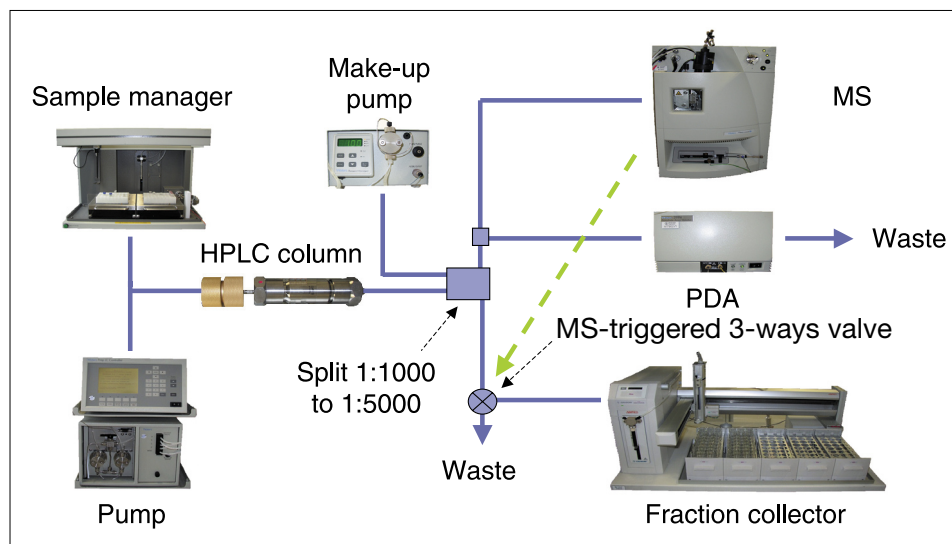 Sample manager
Make-up
pump
MS
HPLC column
Waste
PDA
MS-triggered 3-ways valve
Split 1:1000
to 1:5000
Waste
Pump
Fraction collector